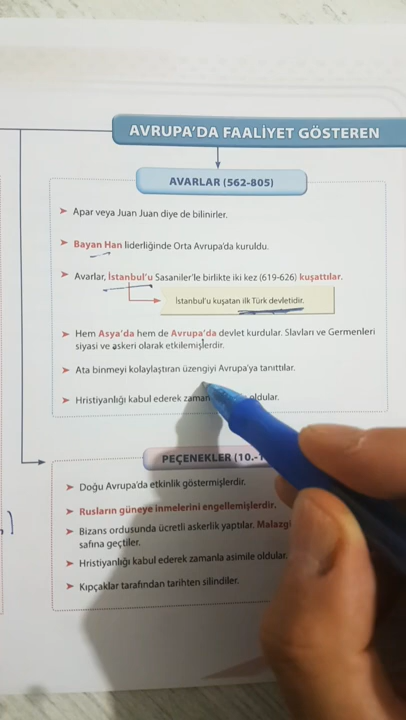 AVRUPA'DA FAALİYET GÖSTEREN
AVARLAR (562-805)
Apar veya Juan Juan diye de bilinirler.
Bayan Han liderliğinde Orta Avrupa'da kuruldu.
Avarlar, İstanbul'u Sasaniler'le birlikte iki kez (619-626) kuşattılar.
İstanbul'u kuşatan ilk Türk devletidir.
Hem Asya'da hem de Avrupa'da devlet kurdular. Slavları ve Germenleri
siyasi ve askeri olarak etkilemişlerdir.
Ata binmeyi kolaylaştıran üzengiyi Avrupa'ya tanıttılar.
Hristiyanlığı kabul ederek zaman oldular.
PEÇENEKLER (10.-1
Doğu Avrupa'da etkinlik göstermişlerdir.
Rusların güneye inmelerini engellemişlerdir.
Bizans ordusunda ücretli askerlik yaptılar. Malazgi
safına geçtiler.
Hristiyanlığı kabul ederek zamanla asimile oldular.
Kıpçaklar tarafından tarihten silindiler.